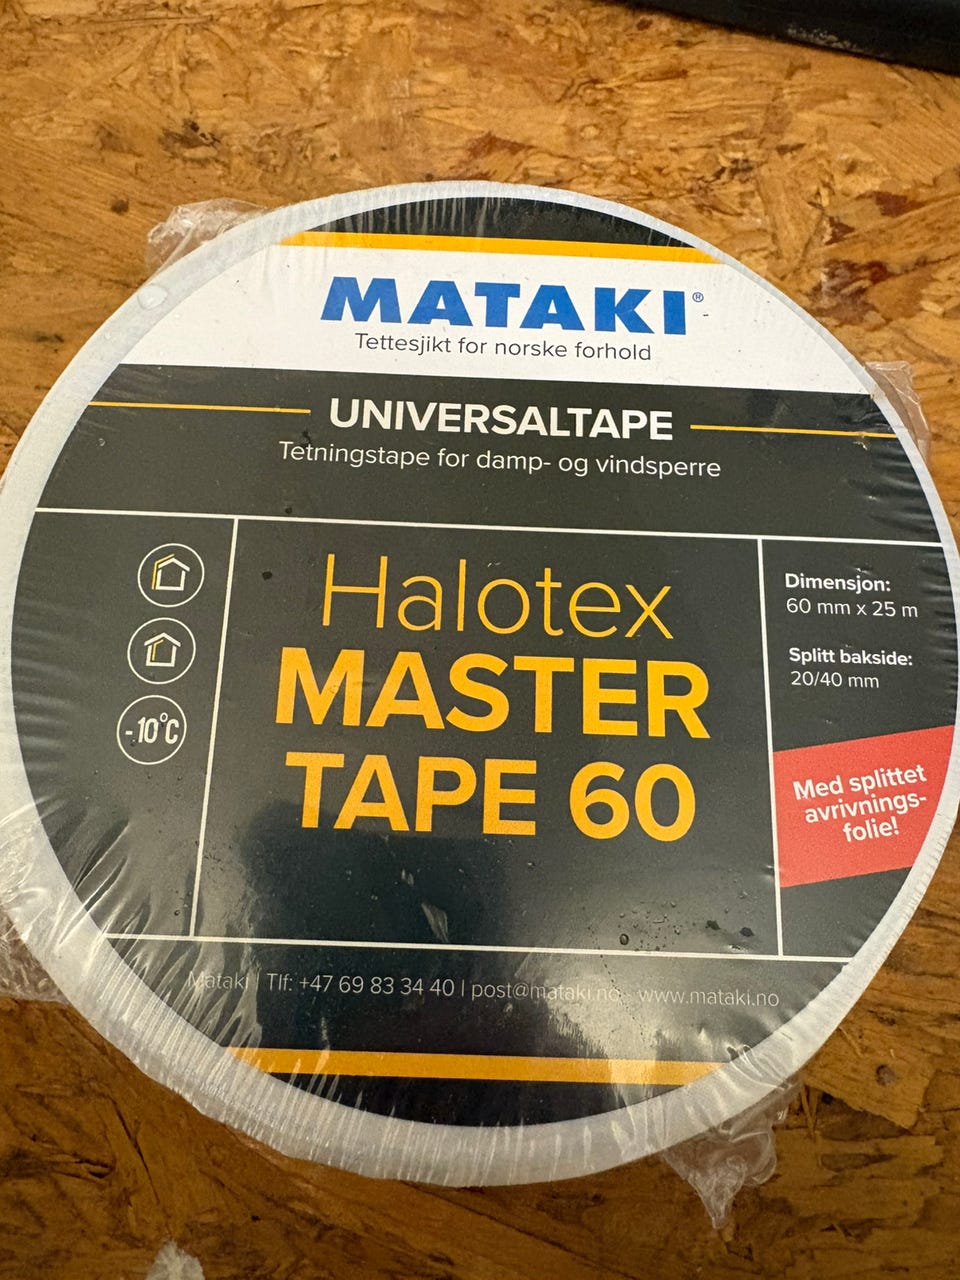 MATAKI®
Tettesjikt for norske forhold
UNIVERSALTAPE
Tetningstape for damp- og vindsperre
-10°C
Halotex
MASTER
TAPE 60
Dimensjon:
60 mm x 25 m
Splitt bakside:
20/40 mm
Med splittet
avrivnings-
folie!
Mataki | Tlf: +47 69 83 34 40 | post@mataki.no - www.mataki.no